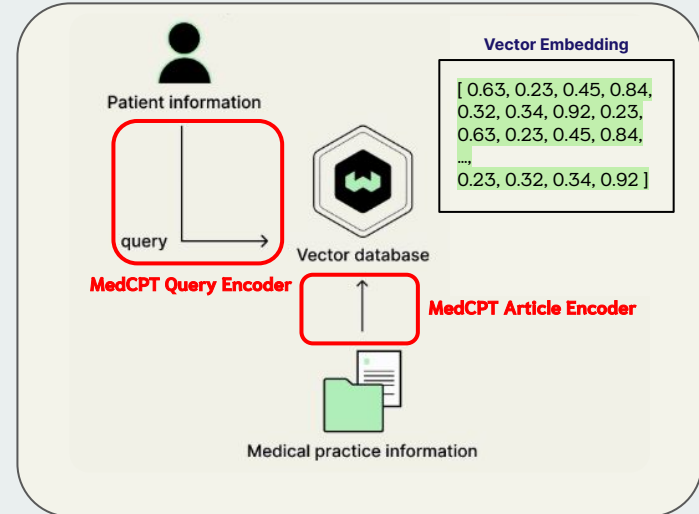 Vector Embedding
Patient information
[ 0.63, 0.23, 0.45, 0.84,
0.32, 0.34, 0.92, 0.23,
0.63, 0.23, 0.45, 0.84,
...,
0.23, 0.32, 0.34, 0.92 ]
query
Vector database
MedCPT Query Encoder
MedCPT Article Encoder
Medical practice information